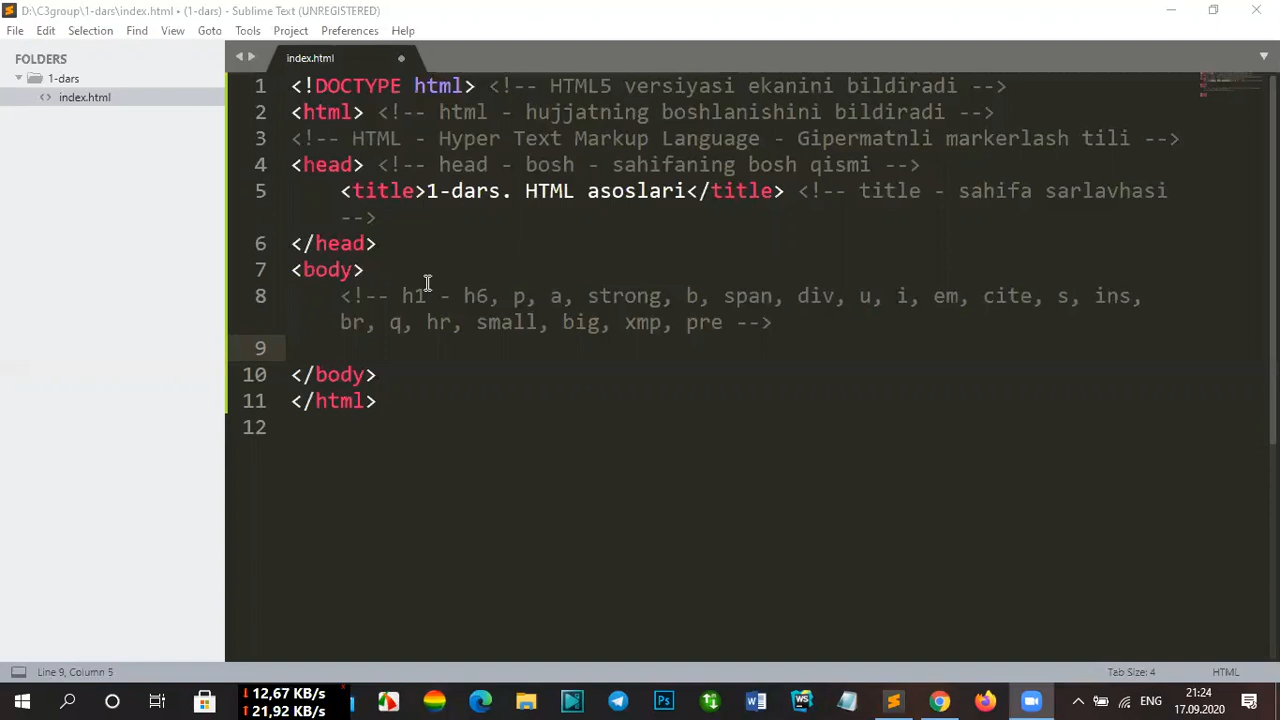 D:\C3group\1-dars\index.html • (1-dars) - Sublime Text (UNREGISTERED)
File Edit Selection Find View Goto Tools Project Preferences Help
FOLDERS
1-dars
index.html
index.html
1 <!DOCTYPE html> <!-- HTML5 versiyasi ekanini bildiradi -->
2 <html> <!-- html - hujjatning boshlanishini bildiradi -->
3 <!-- HTML - Hyper Text Markup Language - Gipermatnli markerlash tili -->
4 <head> <!-- head - bosh - sahifaning bosh qismi -->
5 <title>1-dars. HTML asoslari</title> <!-- title - sahifa sarlavhasi
-->
6 </head>
7 <body>
8 <!-- h1 - h6, p, a, strong, b, span, div, u, i, em, cite, s, ins,
br, q, hr, small, big, xmp, pre -->
9
10 </body>
11 </html>
12
Line 9, Column 5
Tab Size: 4
HTML
12,67 KB/s
21,92 KB/s
ENG
21:24
17.09.2020